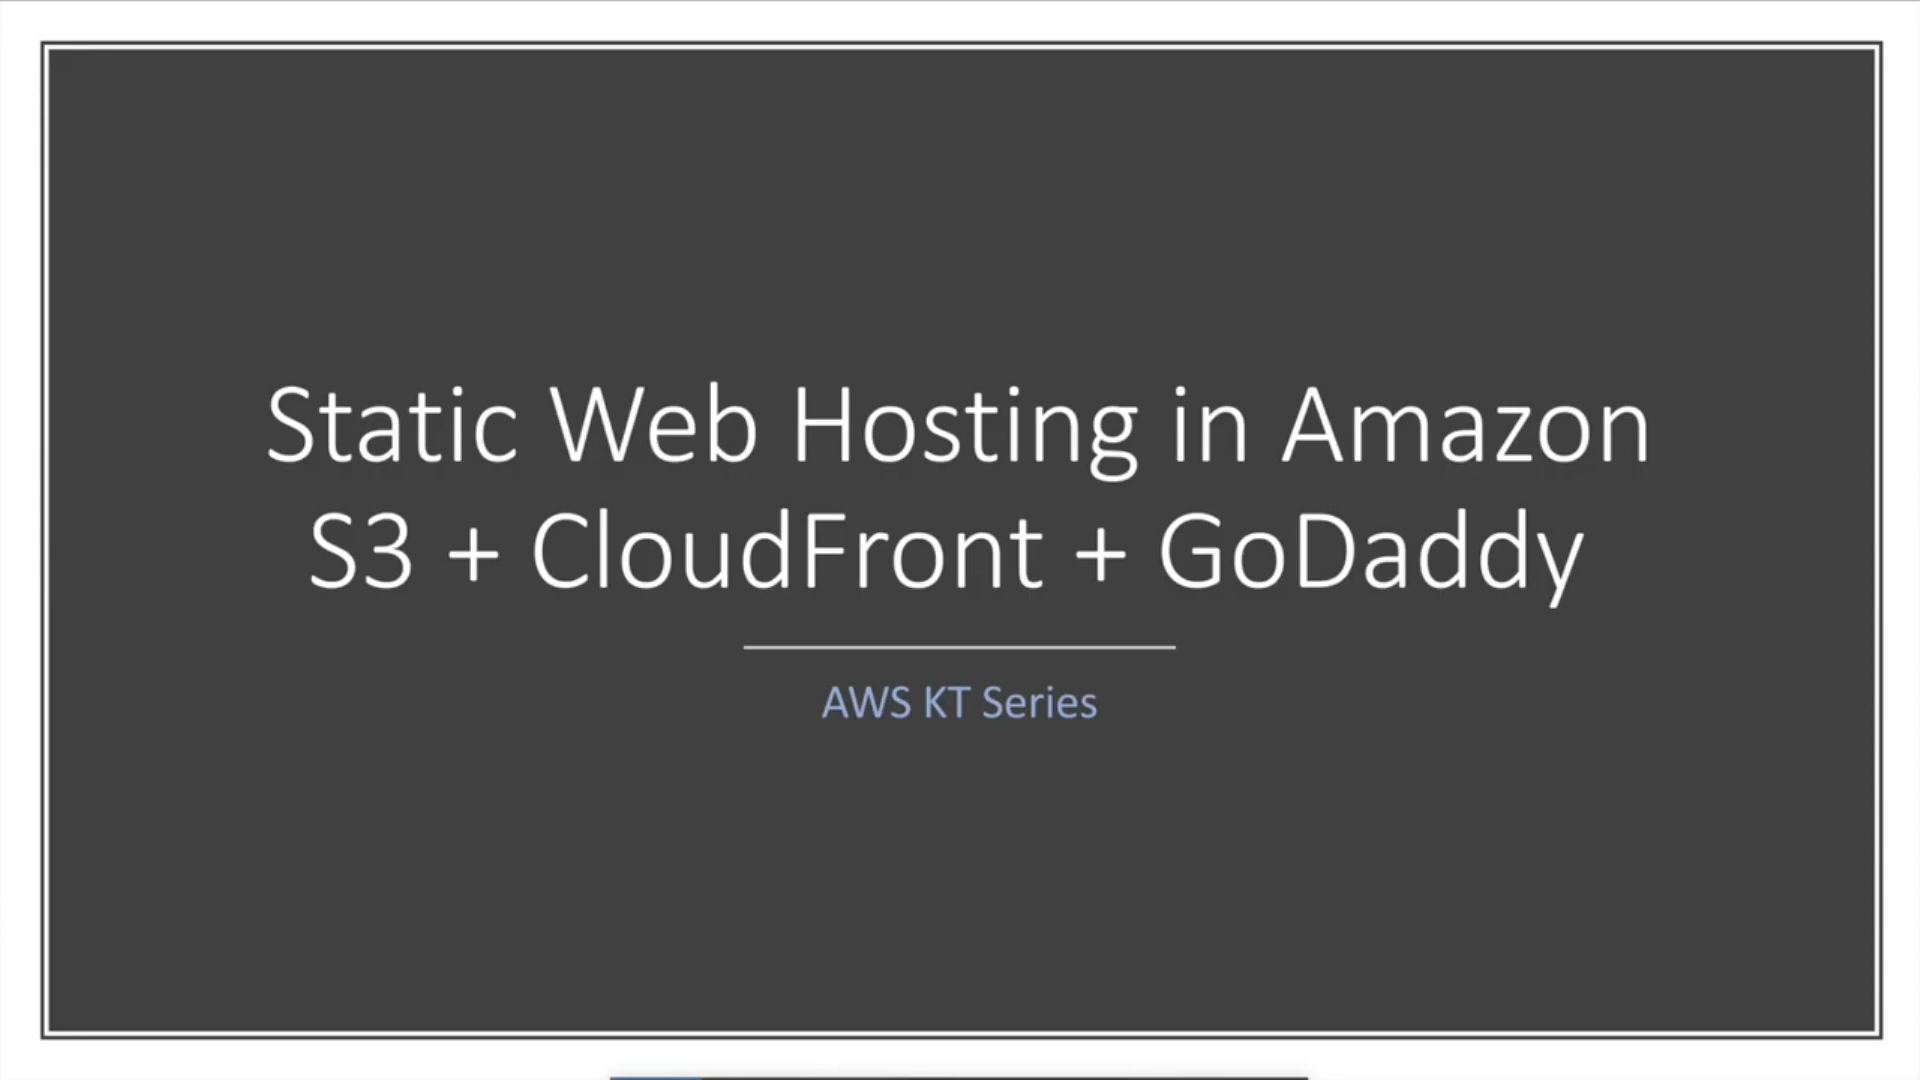 Static Web Hosting in Amazon
S3 + CloudFront + GoDaddy
AWS KT Series